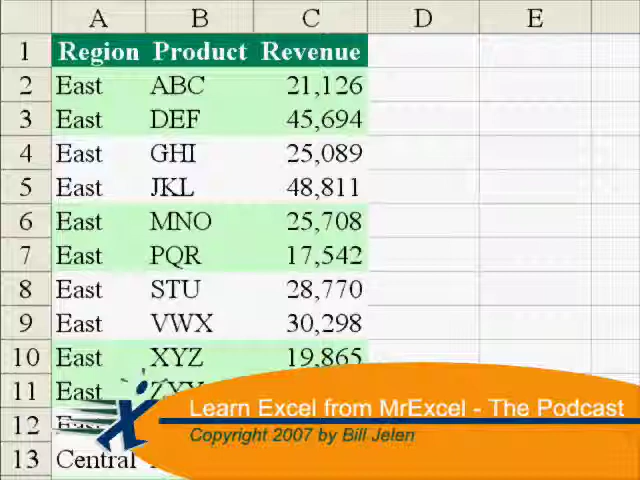 A B C D E
1 Region Product Revenue
2 East ABC 21,126
3 East DEF 45,694
4 East GHI 25,089
5 East JKL 48,811
6 East MNO 25,708
7 East PQR 17,542
8 East STU 28,770
9 East VWX 30,298
10 East XYZ 19,865
11 East
12 East
13 Central
Learn Excel from MrExcel - The Podcast
Copyright 2007 by Bill Jelen